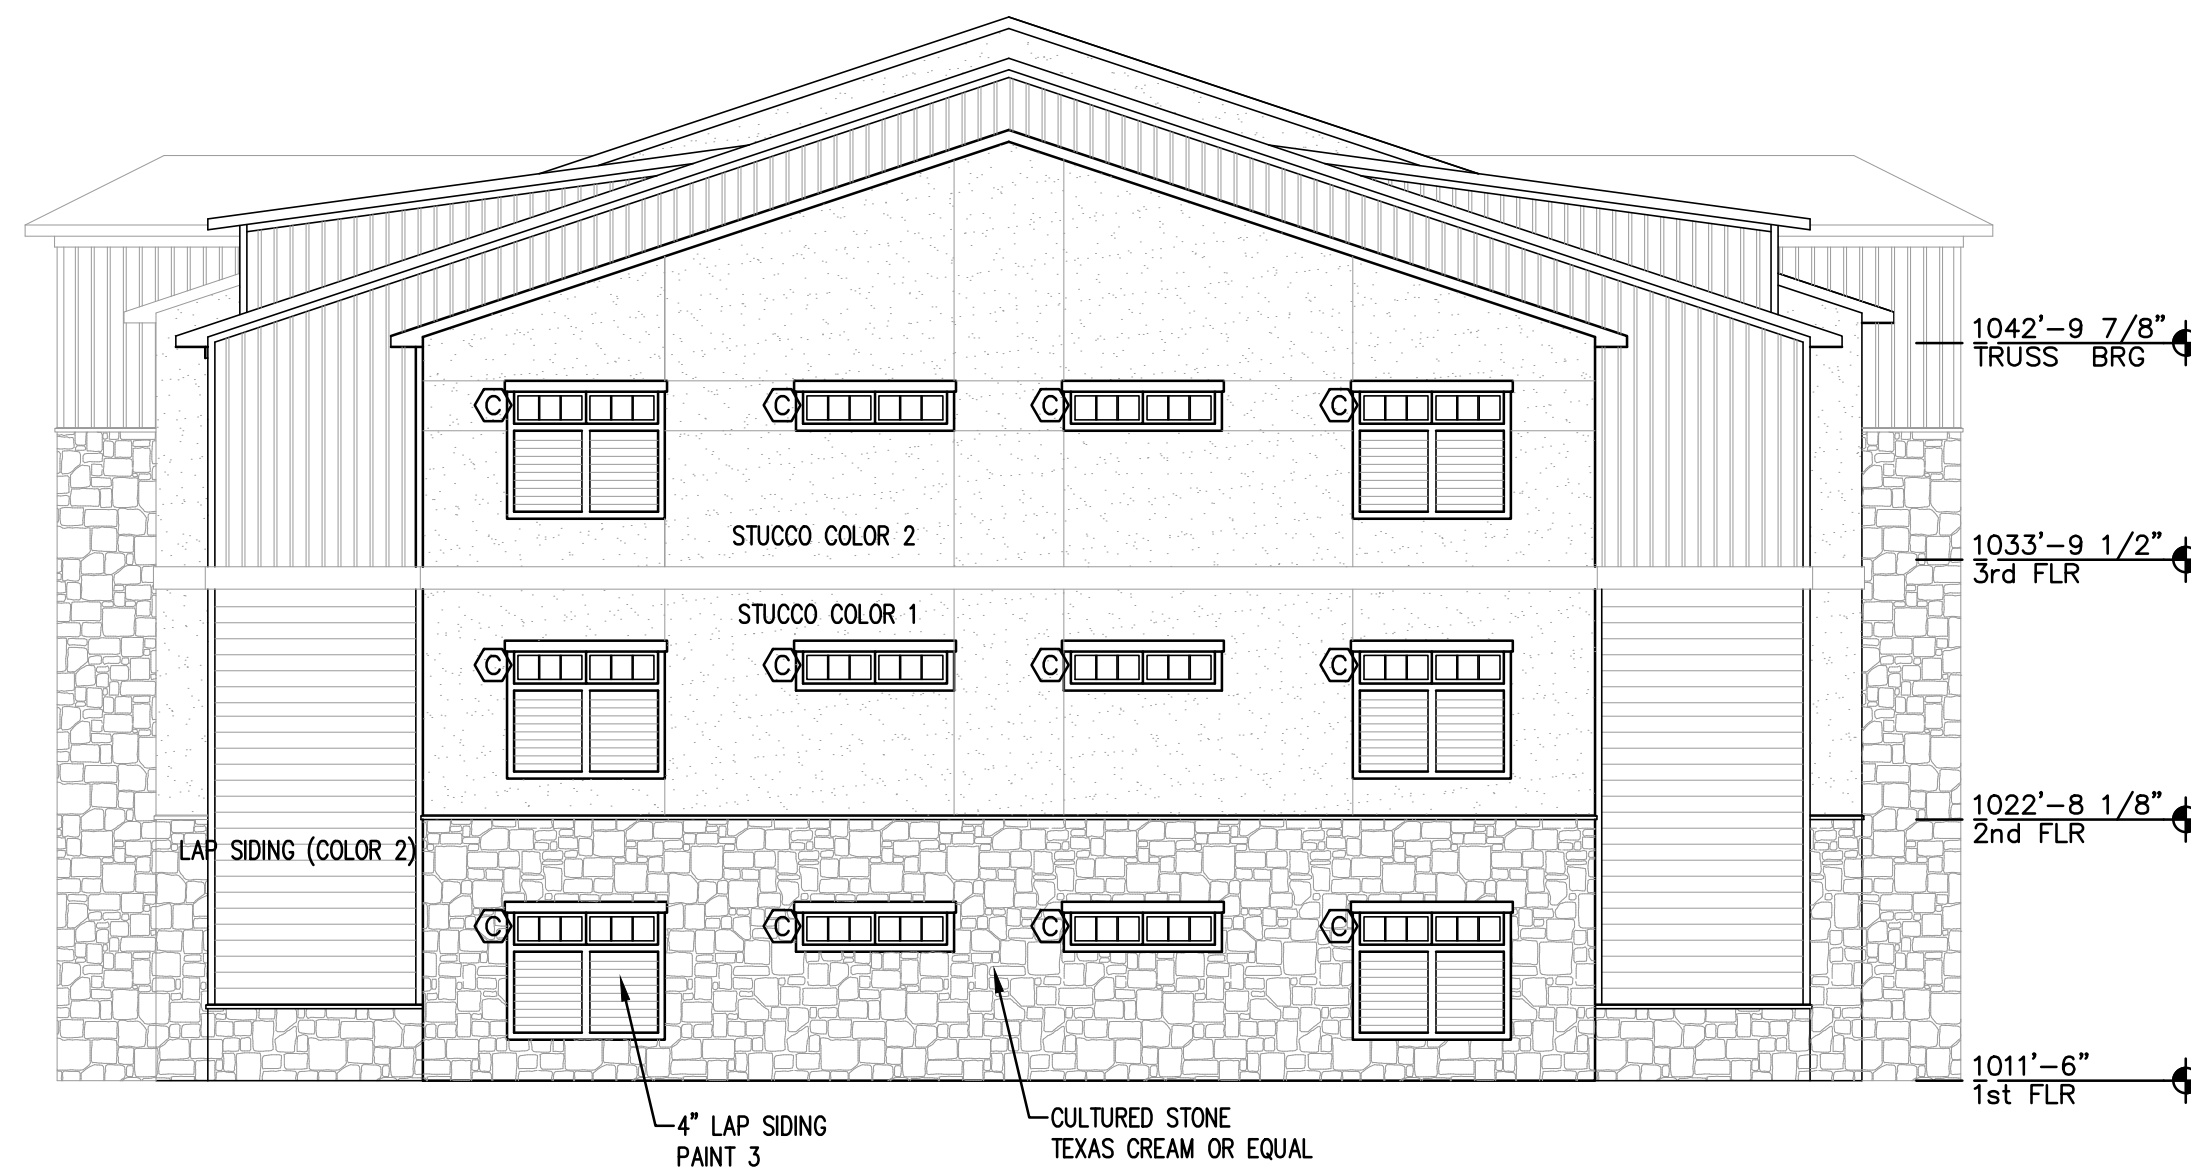 1042'-9 7/8"
TRUSS BRG
C C C C
STUCCO COLOR 2
1033'-9 1/2"
3rd FLR
STUCCO COLOR 1
C C C C
1022'-8 1/8"
2nd FLR
LAP SIDING (COLOR 2)
C C C C
1011'-6"
1st FLR
4" LAP SIDING
PAINT 3
CULTURED STONE
TEXAS CREAM OR EQUAL